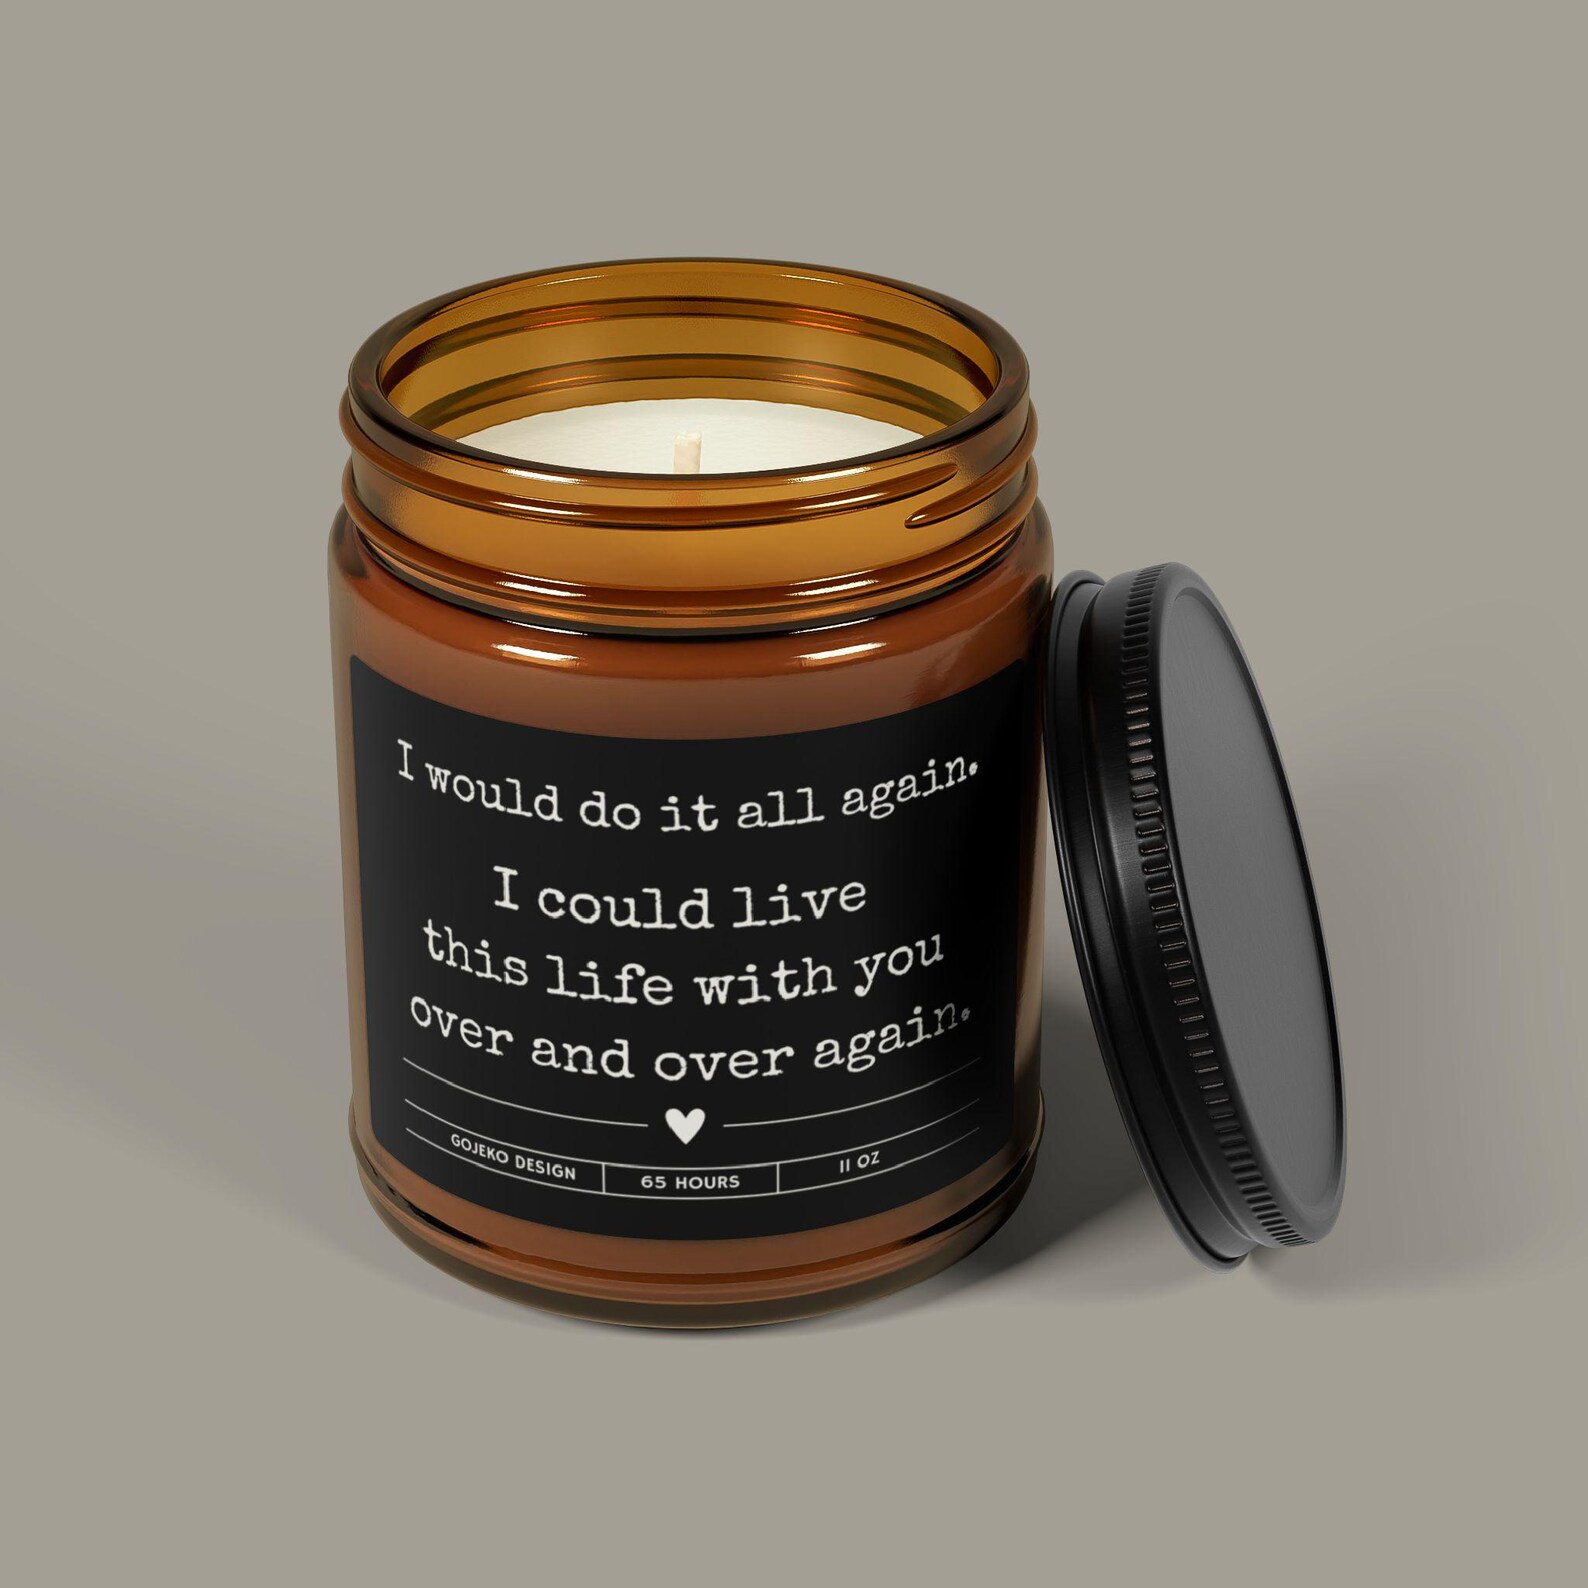 I would do it all again.
I could live
this life with you
over and over again.
GOJEKO DESIGN
65 HOURS
11 OZ